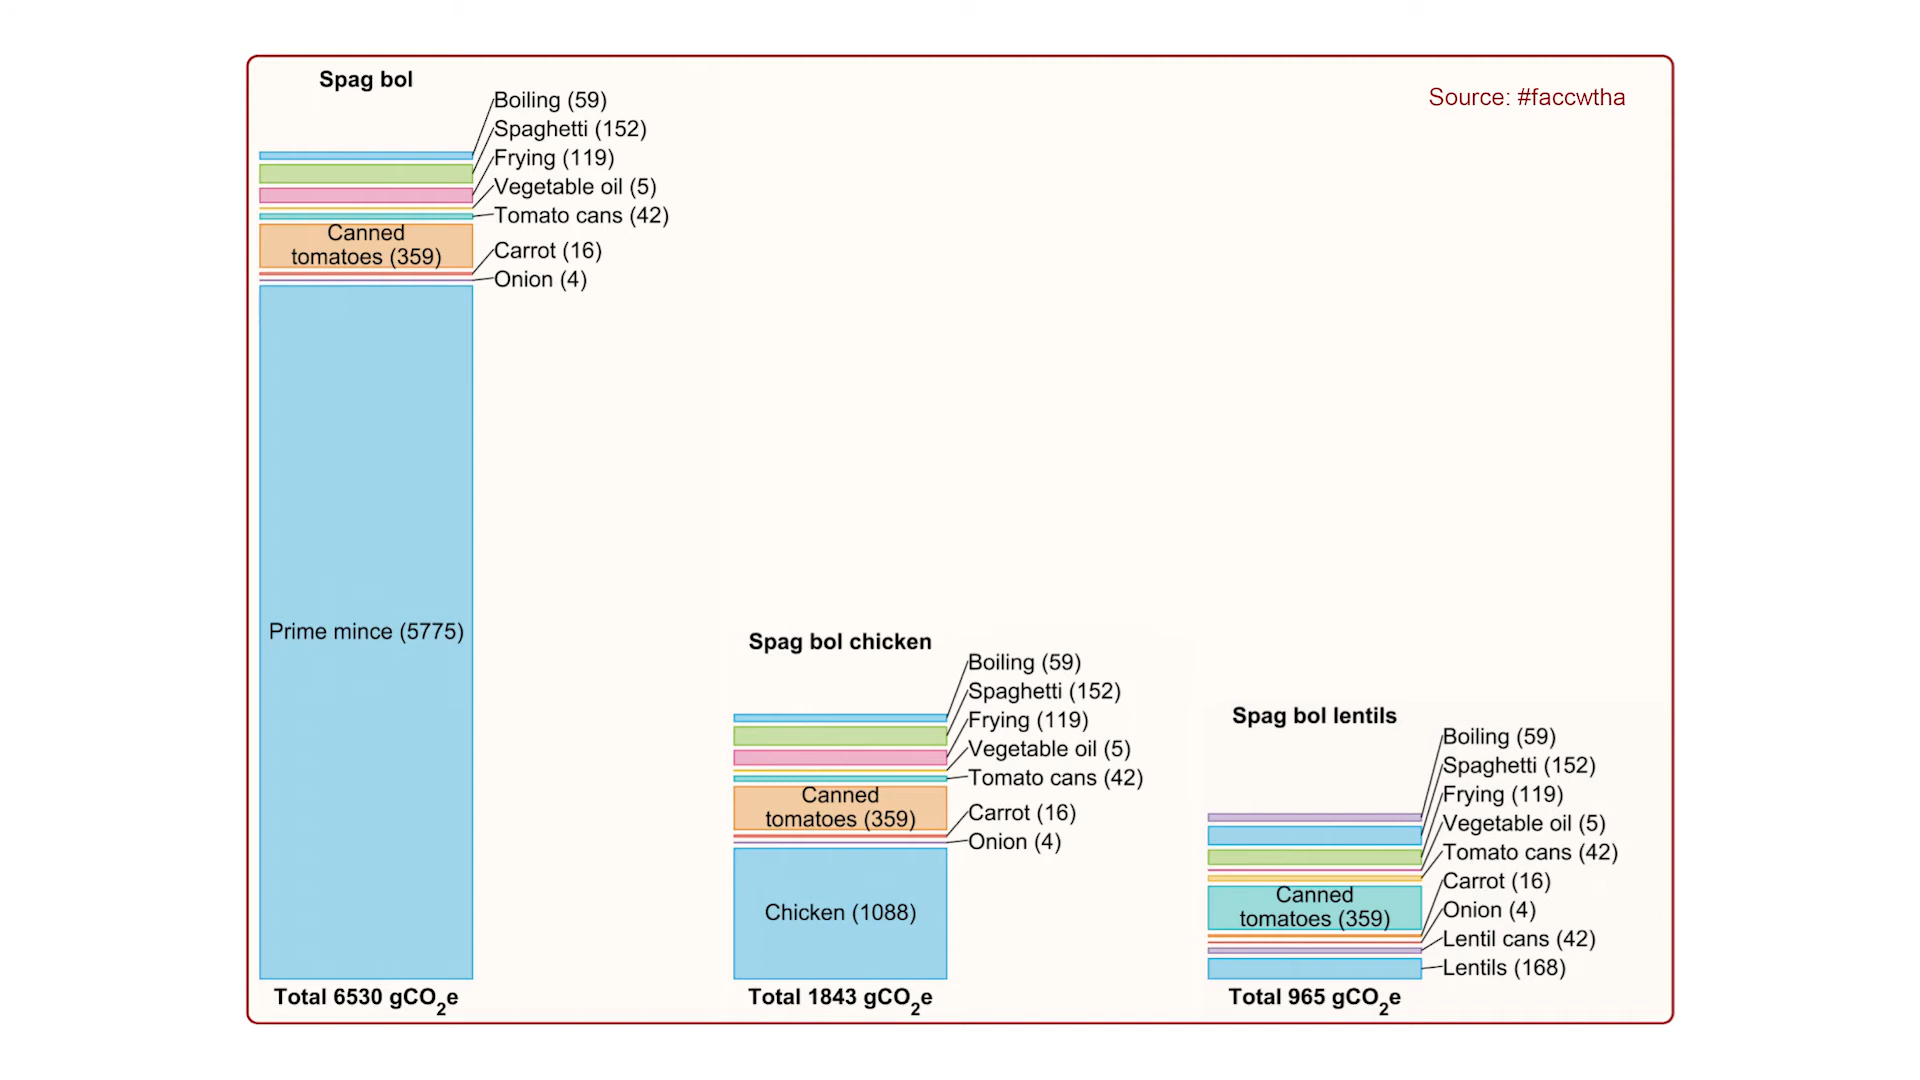 Spag bol
Source: #faccwtha
Boiling (59)
Spaghetti (152)
Frying (119)
Vegetable oil (5)
Tomato cans (42)
Canned
tomatoes (359)
Carrot (16)
Onion (4)
Prime mince (5775)
Total 6530 gCO2e
Spag bol chicken
Boiling (59)
Spaghetti (152)
Frying (119)
Vegetable oil (5)
Tomato cans (42)
Canned
tomatoes (359)
Carrot (16)
Onion (4)
Chicken (1088)
Total 1843 gCO2e
Spag bol lentils
Boiling (59)
Spaghetti (152)
Frying (119)
Vegetable oil (5)
Tomato cans (42)
Canned
tomatoes (359)
Carrot (16)
Onion (4)
Lentil cans (42)
Lentils (168)
Total 965 gCO2e